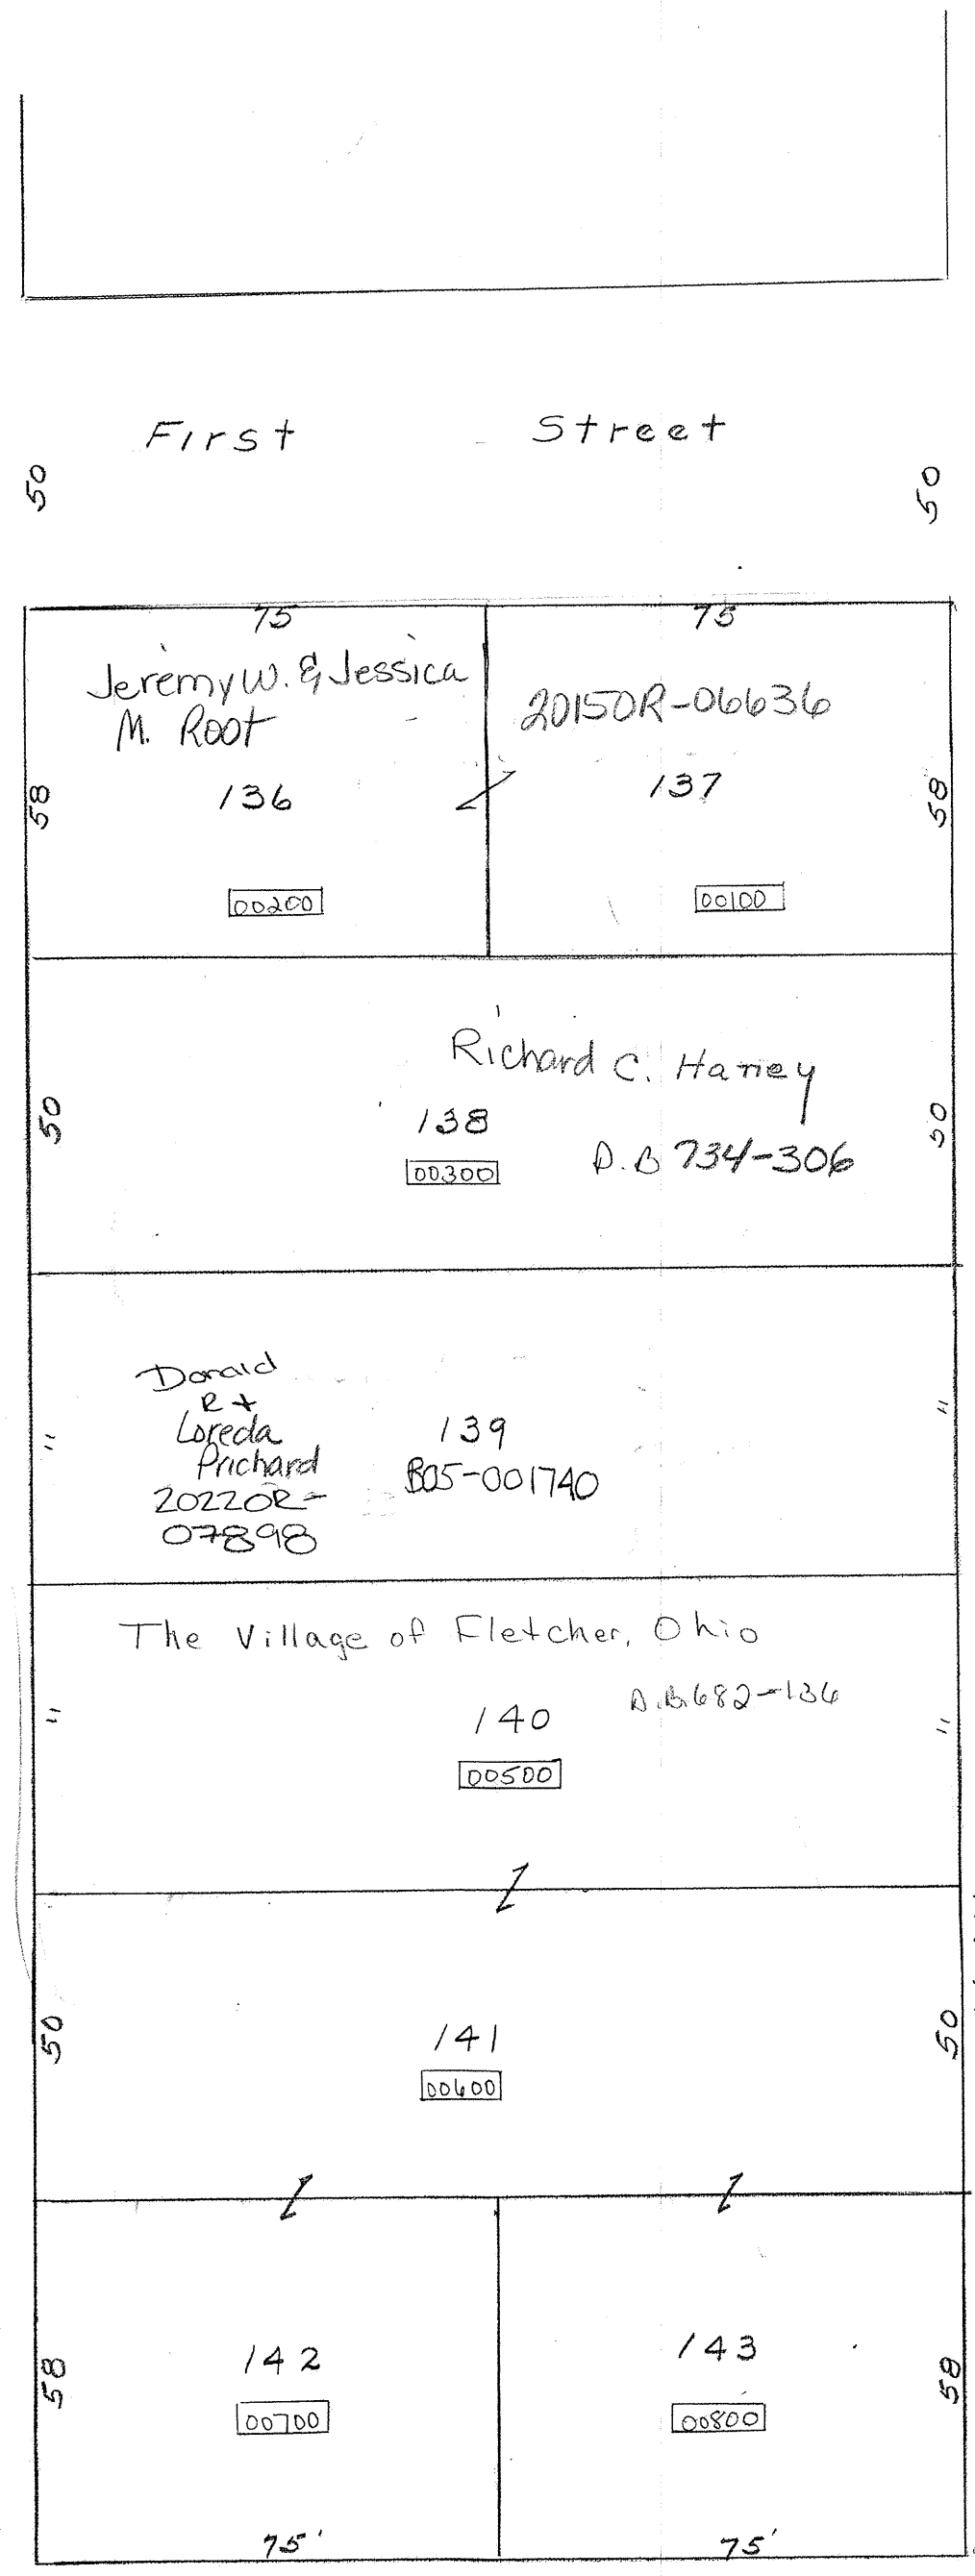 First Street
50 50
75 75
Jeremy W. & Jessica
M. Root
20150R-06636
58 136 137 58
00200 00100
Richard C.
50 138 50
00300 D.B 734-306
Donald
R +
Loreda
Prichard
20220R-
07898
" 139 "
B05-001740
The Village of Fletcher, Ohio
D.B. 682-136
" 140 "
00500
50 141 50
00600
58 142 143 58
00700 00800
75' 75'